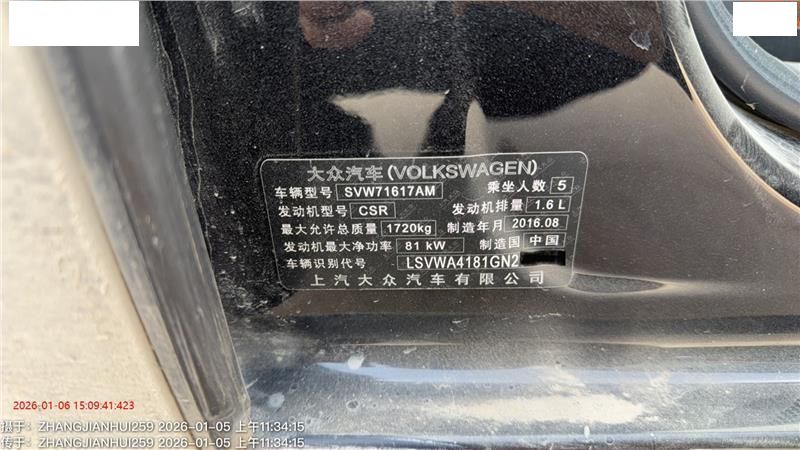 大众汽车(VOLKSWAGEN)
车辆型号 SVW71617AM 乘坐人数 5
发动机型号 CSR 发动机排量 1.6 L
最大允许总质量 1720kg 制造年月 2016.08
发动机最大净功率 81 kW 制造国 中国
车辆识别代号 LSVWA4181GN2
上汽大众汽车有限公司
2026-01-06 15:09:41:423
摄于： ZHANGJIANHUI259 2026-01-05 上午11:34:15
传于： ZHANGJIANHUI259 2026-01-05 上午11:34:15